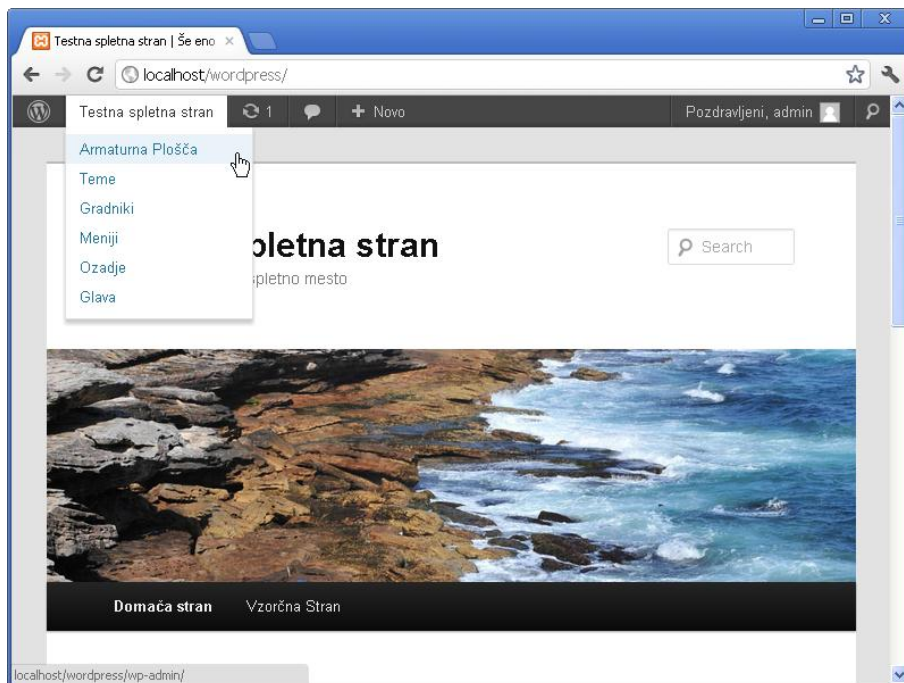 Testna spletna stran | Še eno
localhost/wordpress/
Testna spletna stran 1 Novo Pozdravljeni, admin
Armaturna Plošča
Teme
Gradniki
Meniji
Ozadje
Glava
pletna stran
Search
spletno mesto
Domača stran Vzorčna Stran
localhost/wordpress/wp-admin/